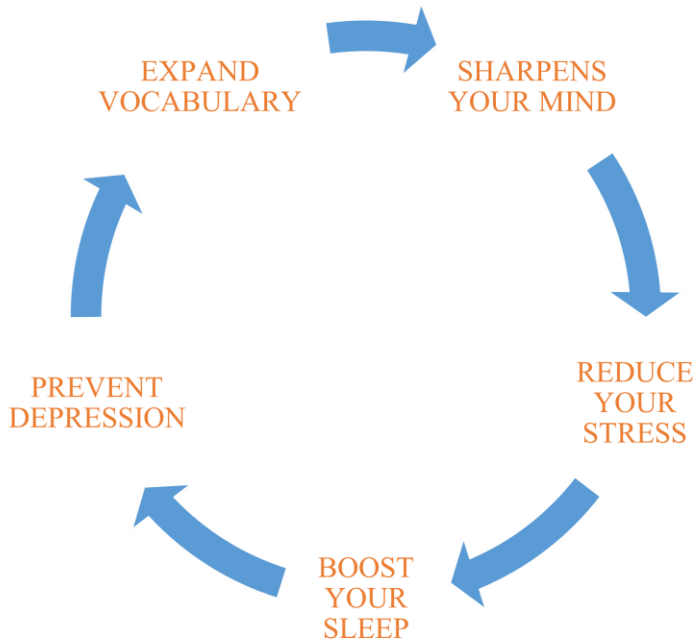 EXPAND
VOCABULARY
SHARPENS
YOUR MIND
REDUCE
YOUR
STRESS
BOOST
YOUR
SLEEP
PREVENT
DEPRESSION